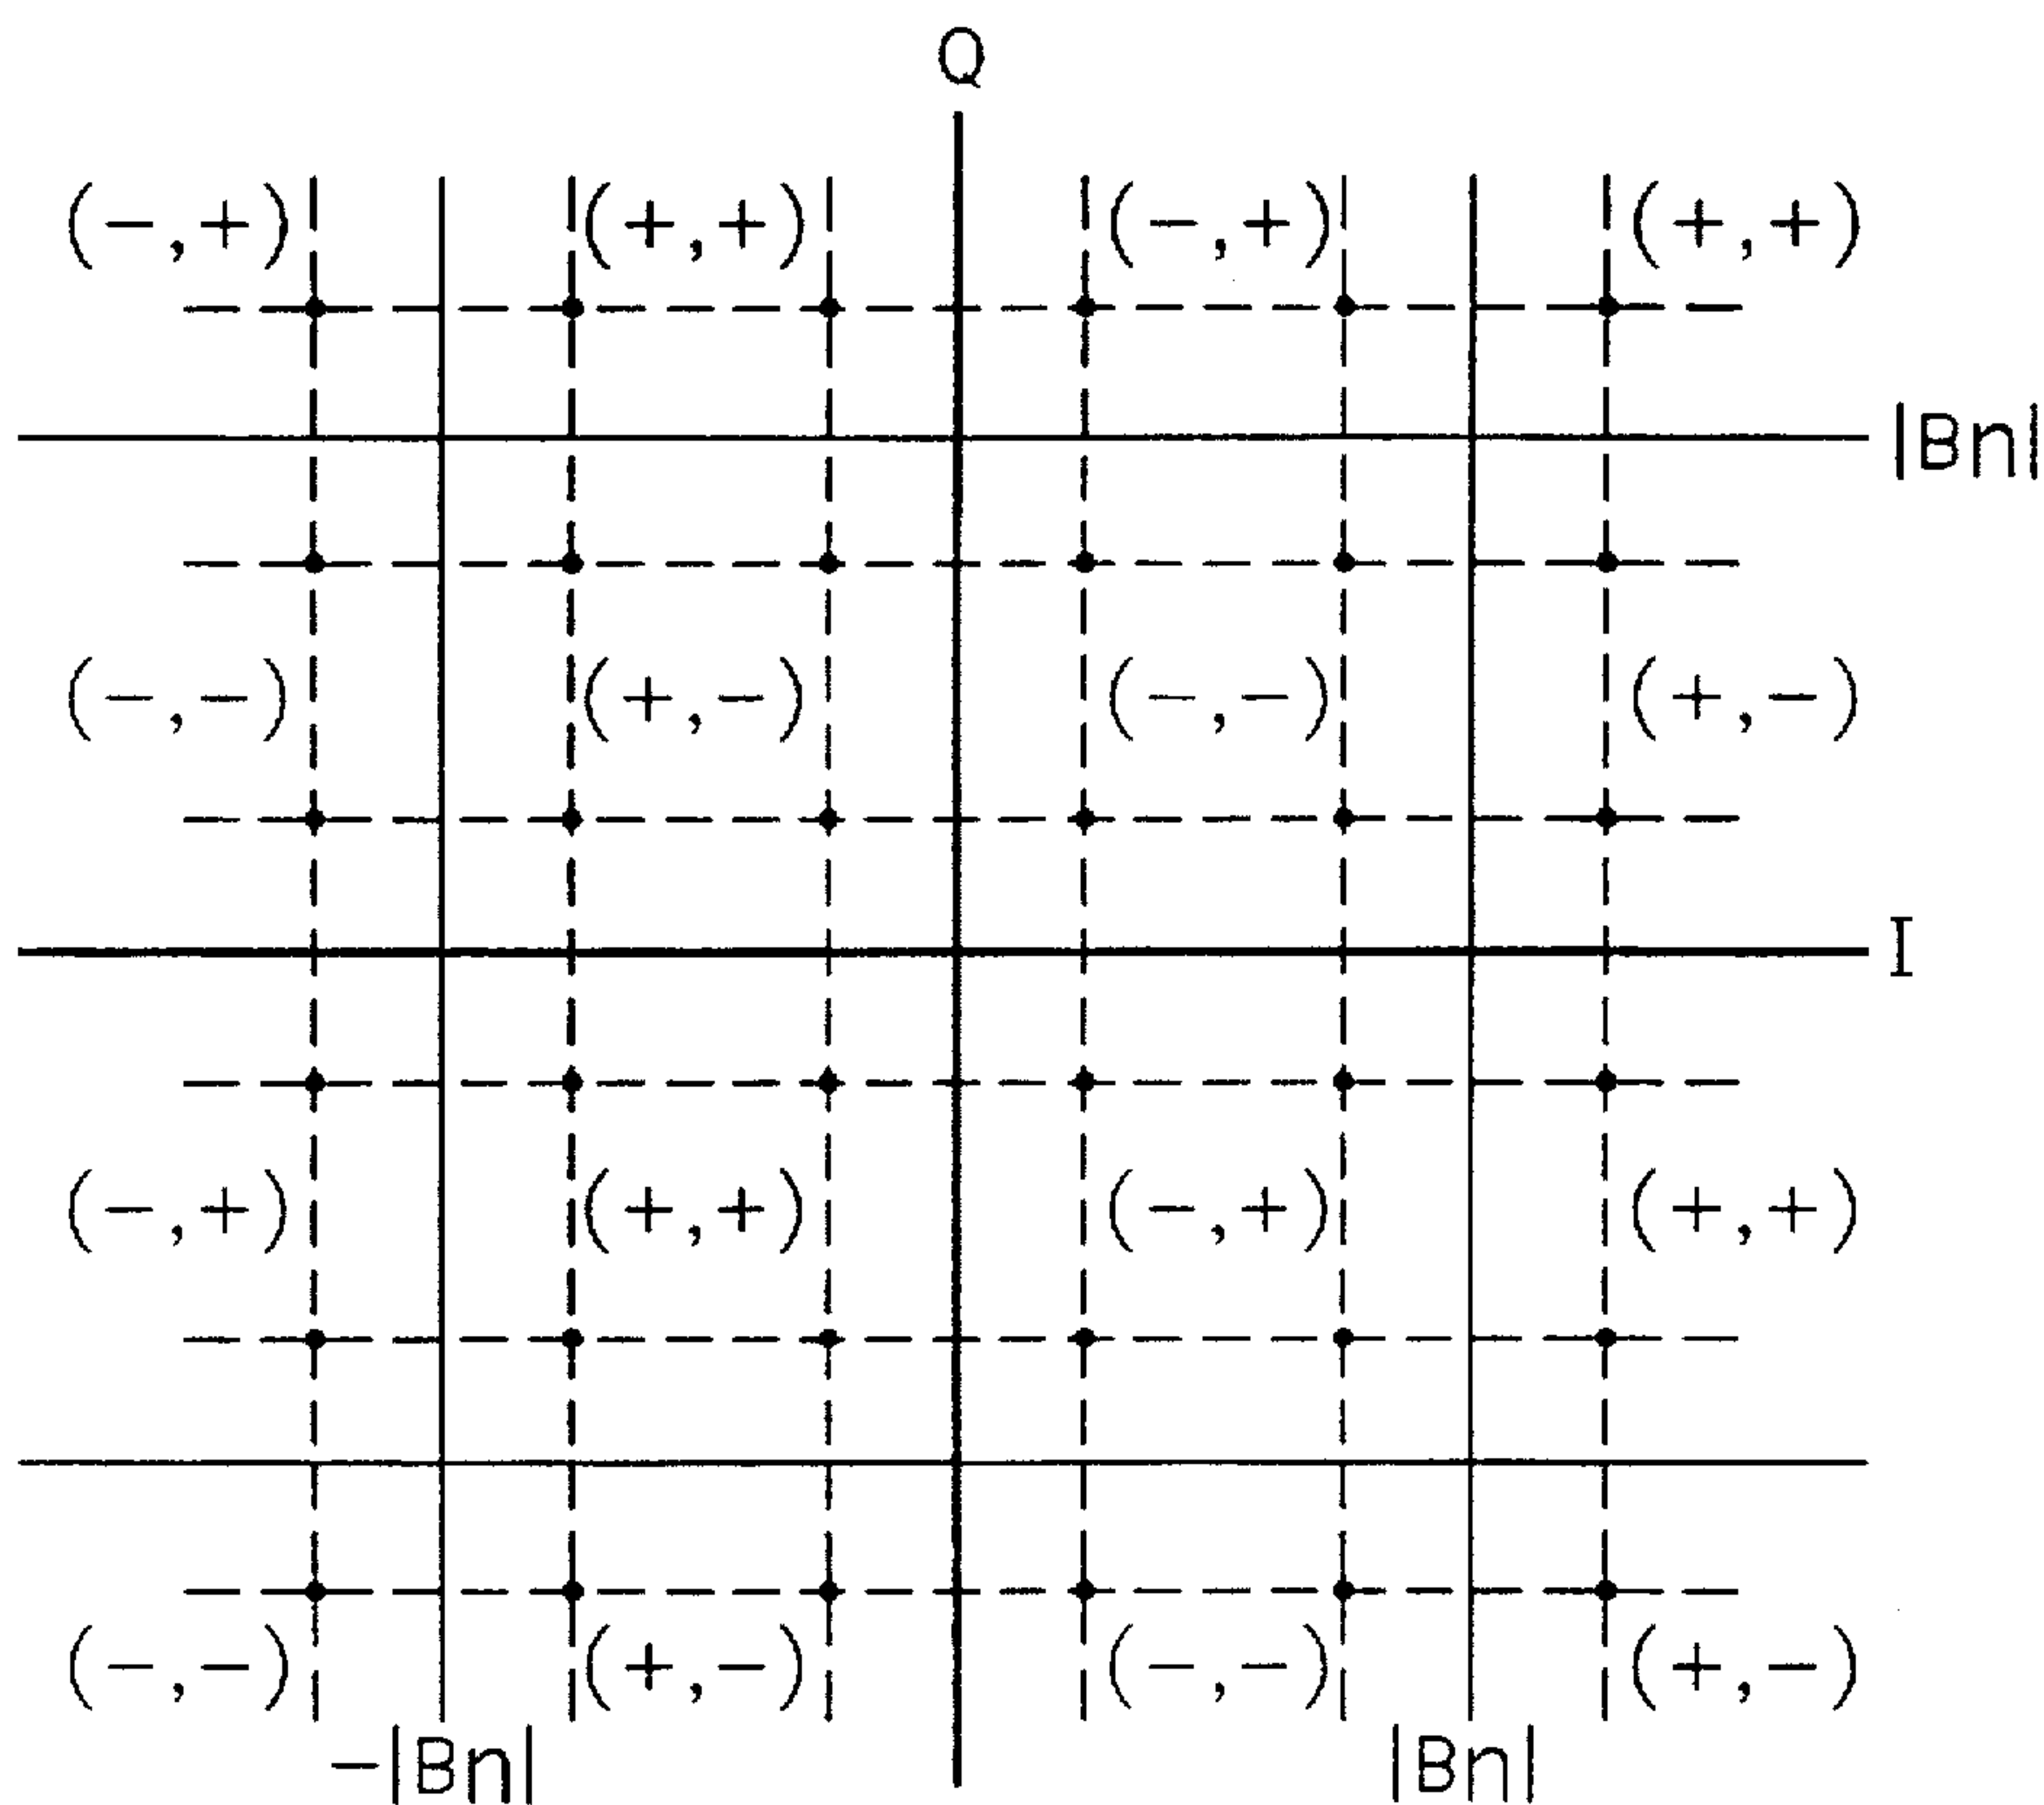 Q
(-,+) (+,+) (-,+) (+,+)
|Bn|
(-,-) (+,-) (-,-) (+,-)
I
(-,+) (+,+) (-,+) (+,+)
(-,-) (+,-) (-,-) (+,-)
-|Bn| |Bn|